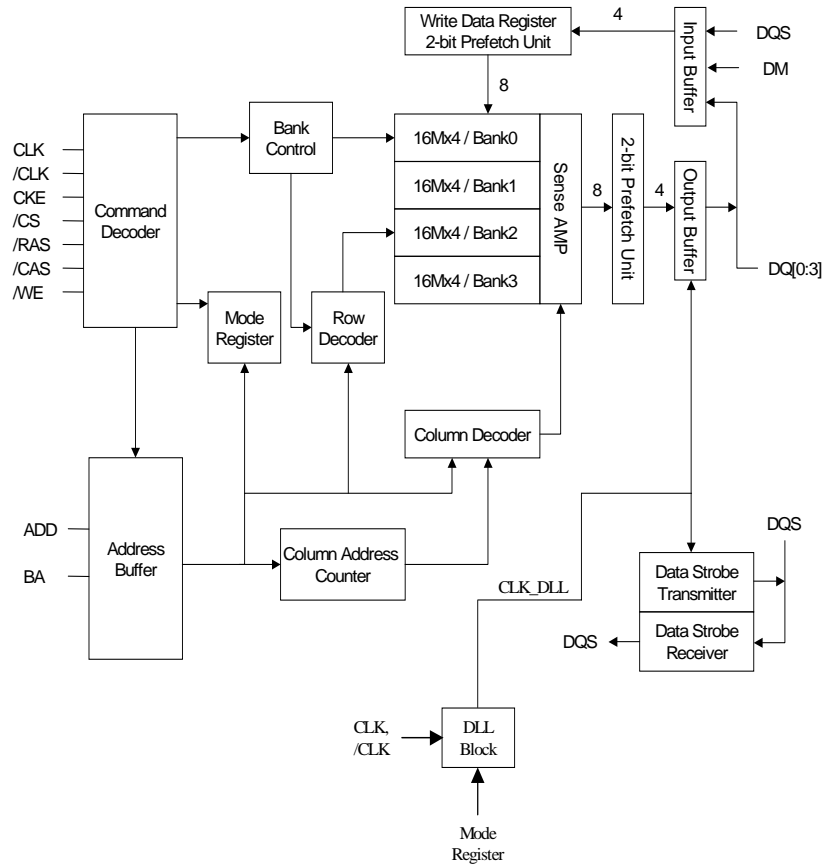 Write Data Register
2-bit Prefetch Unit
4
Input Buffer
DQS
DM
8
Bank
Control
16Mx4 / Bank0
16Mx4 / Bank1
16Mx4 / Bank2
16Mx4 / Bank3
Sense AMP
8
2-bit Prefetch Unit
4
Output Buffer
DQ[0:3]
CLK
/CLK
CKE
/CS
/RAS
/CAS
/WE
Command
Decoder
Mode
Register
Row
Decoder
Column Decoder
ADD
BA
Address
Buffer
Column Address
Counter
CLK_DLL
DQS
Data Strobe
Transmitter
Data Strobe
Receiver
DQS
CLK,
/CLK
DLL
Block
Mode
Register